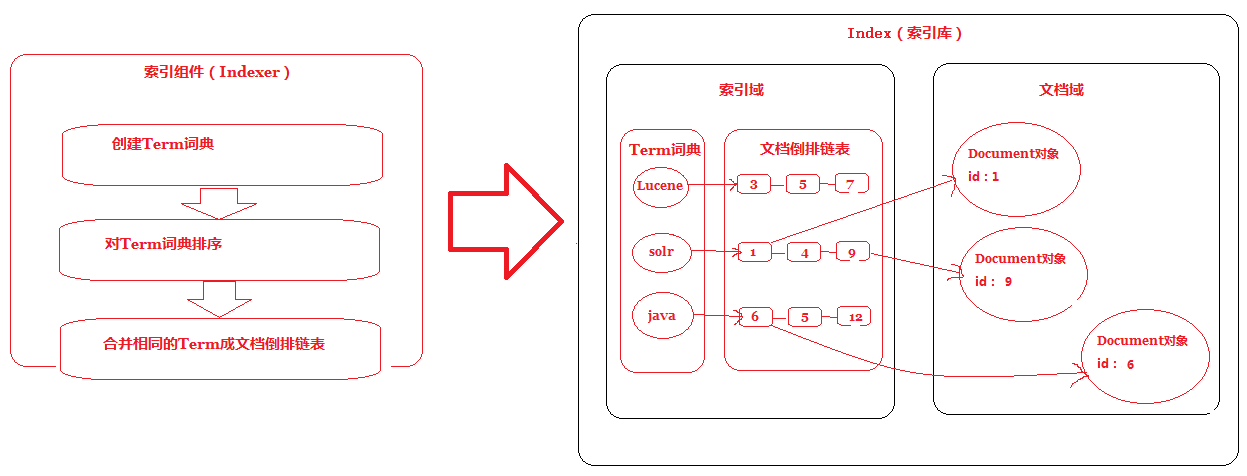 索引组件（Indexer）
创建Term词典
对Term词典排序
合并相同的Term成文档倒排链表
Index（索引库）
索引域
Term词典
文档倒排链表
Lucene
3 5 7
solr
1 4 9
java
6 5 12
文档域
Document对象
id：1
Document对象
id： 9
Document对象
id： 6